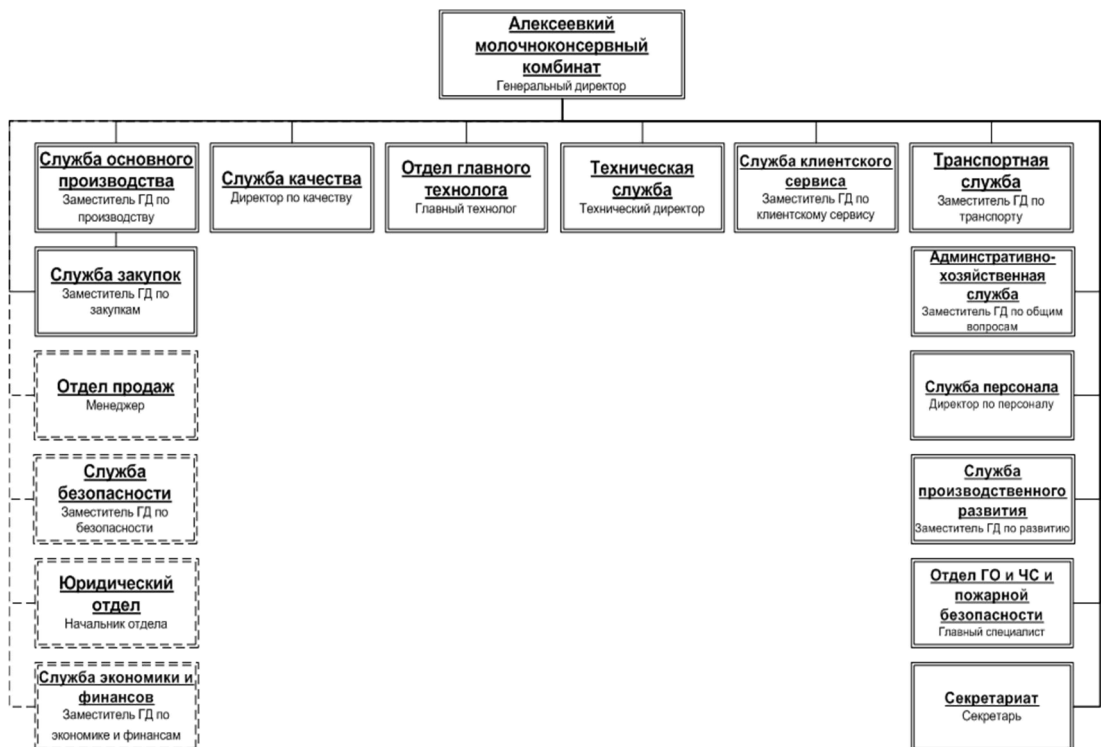 Алексеевкий
молочноконсервный
комбинат
Генеральный директор
Служба основного
производства
Заместитель ГД по
производству
Служба качества
Директор по качеству
Отдел главного
технолога
Главный технолог
Техническая
служба
Технический директор
Служба клиентского
сервиса
Заместитель ГД по
клиентскому сервису
Транспортная
служба
Заместитель ГД по
транспорту
Служба закупок
Заместитель ГД по
закупкам
Админстративно-
хозяйственная
служба
Заместитель ГД по общим
вопросам
Отдел продаж
Менеджер
Служба персонала
Директор по персоналу
Служба
безопасности
Заместитель ГД по
безопасности
Служба
производственного
развития
Заместитель ГД по развитию
Юридический
отдел
Начальник отдела
Отдел ГО и ЧС и
пожарной
безопасности
Главный специалист
Служба экономики и
финансов
Заместитель ГД по
экономике и финансам
Секретариат
Секретарь